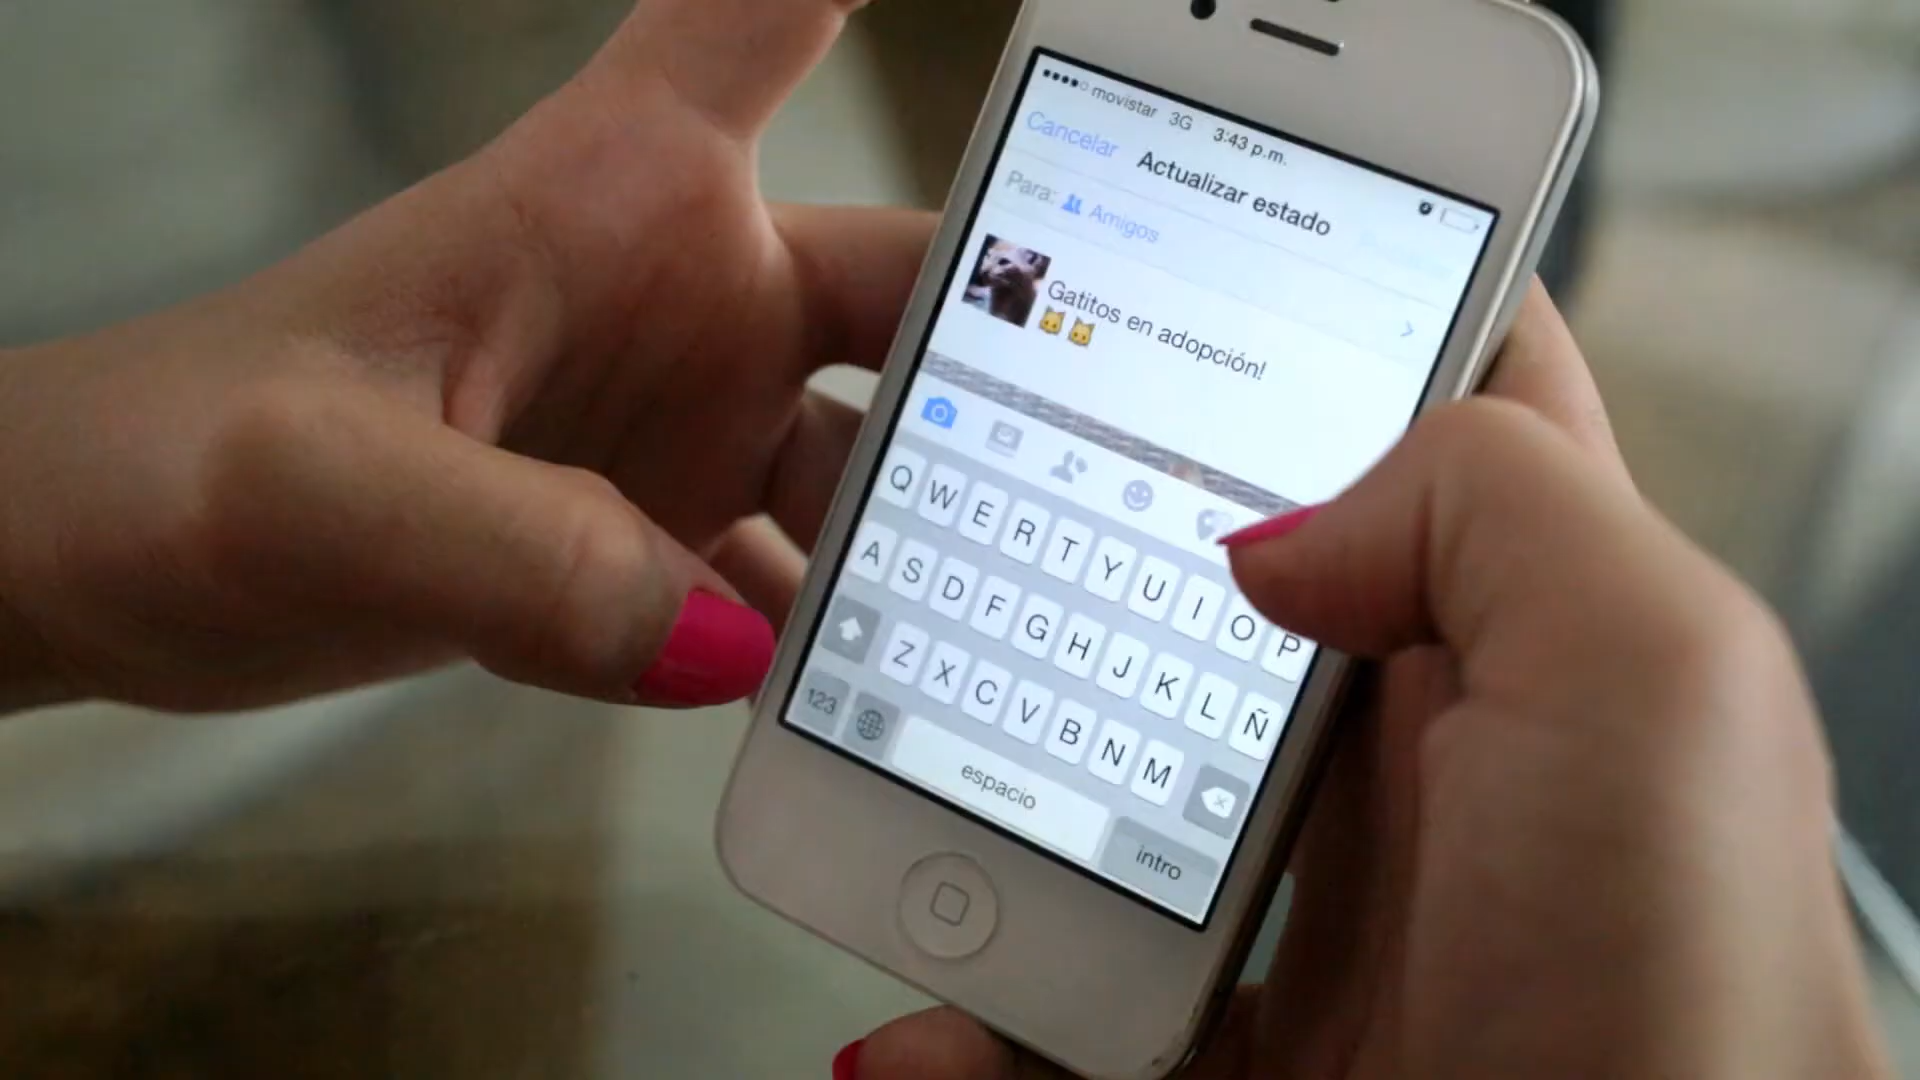 movistar 3G 3:43 p.m.
Cancelar Actualizar estado
Para: Amigos
Gatitos en adopción!
🐱🐱
Q W E R T Y U I O P
A S D F G H J K L Ñ
Z X C V B N M
123 espacio intro